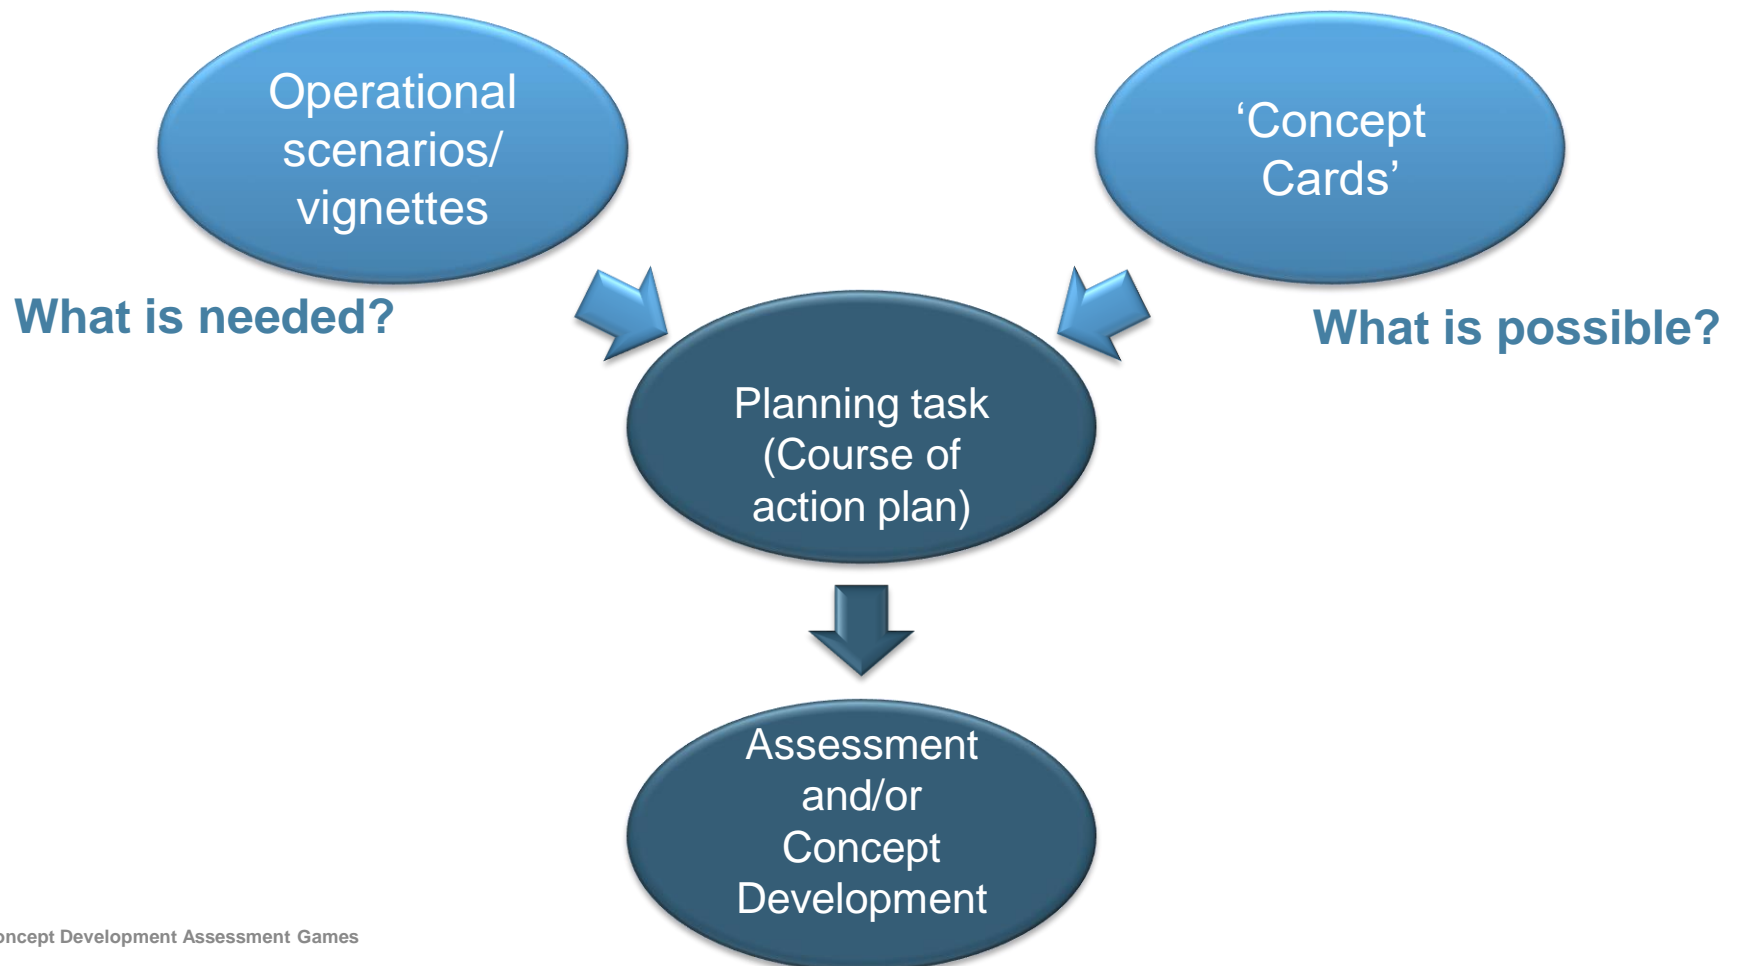 Operational
scenarios/
vignettes
‘Concept
Cards’
What is needed?
What is possible?
Planning task
(Course of
action plan)
Assessment
and/or
Concept
Development
oncept Development Assessment Games